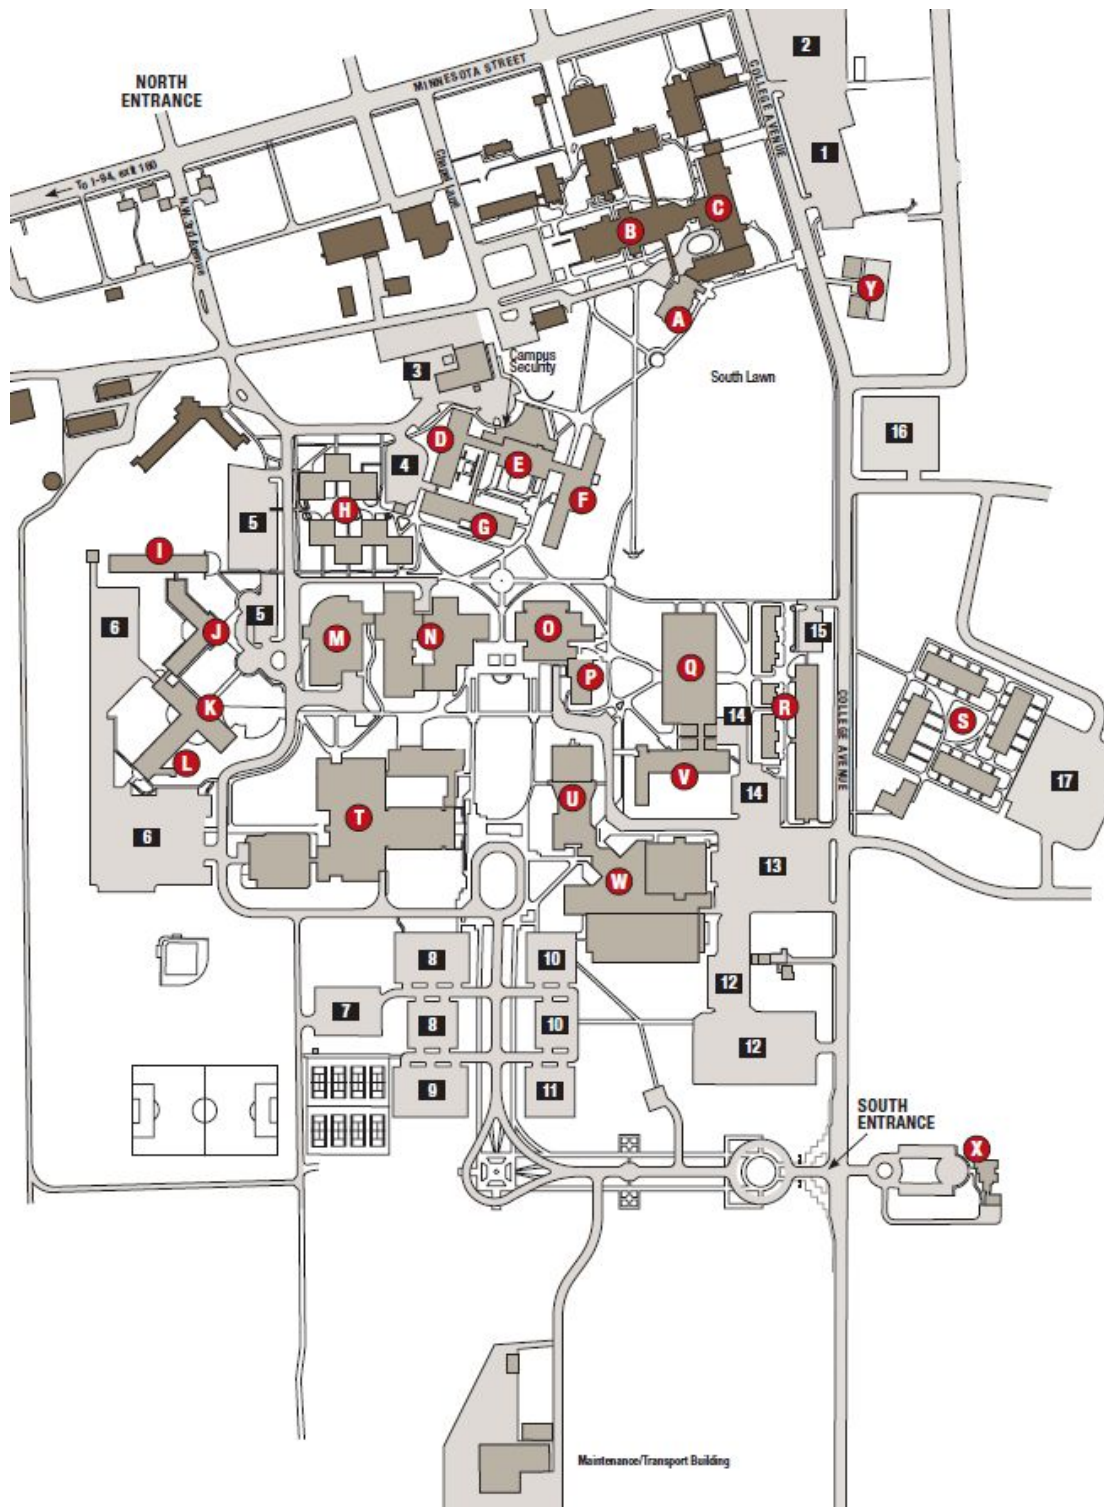 2
MINNESOTA STREET
COLLEGE AVENUE
NORTH
ENTRANCE
1
To I-94, exit 160
Chapel Lane
N.W. 3rd Avenue
C
B
Y
A
Campus
Security
3
South Lawn
16
D
E
4
F
H
5
G
I
6
5
J
M
N
O
15
P
Q
K
R
14
S
COLLEGE AVENUE
L
V
17
U
14
T
6
W
13
8
10
12
7
8
10
12
9
11
SOUTH
ENTRANCE
X
Maintenance/Transport Building